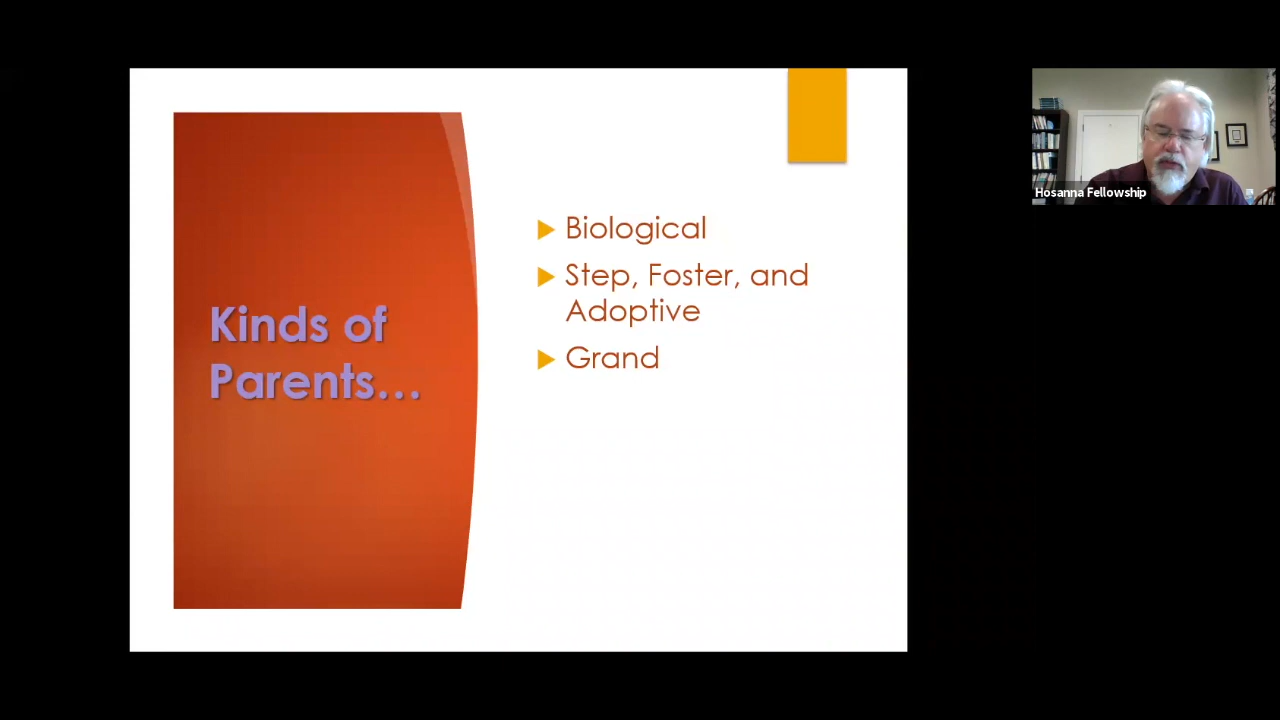 Kinds of
Parents...
Biological
Step, Foster, and
Adoptive
Grand
Hosanna Fellowship